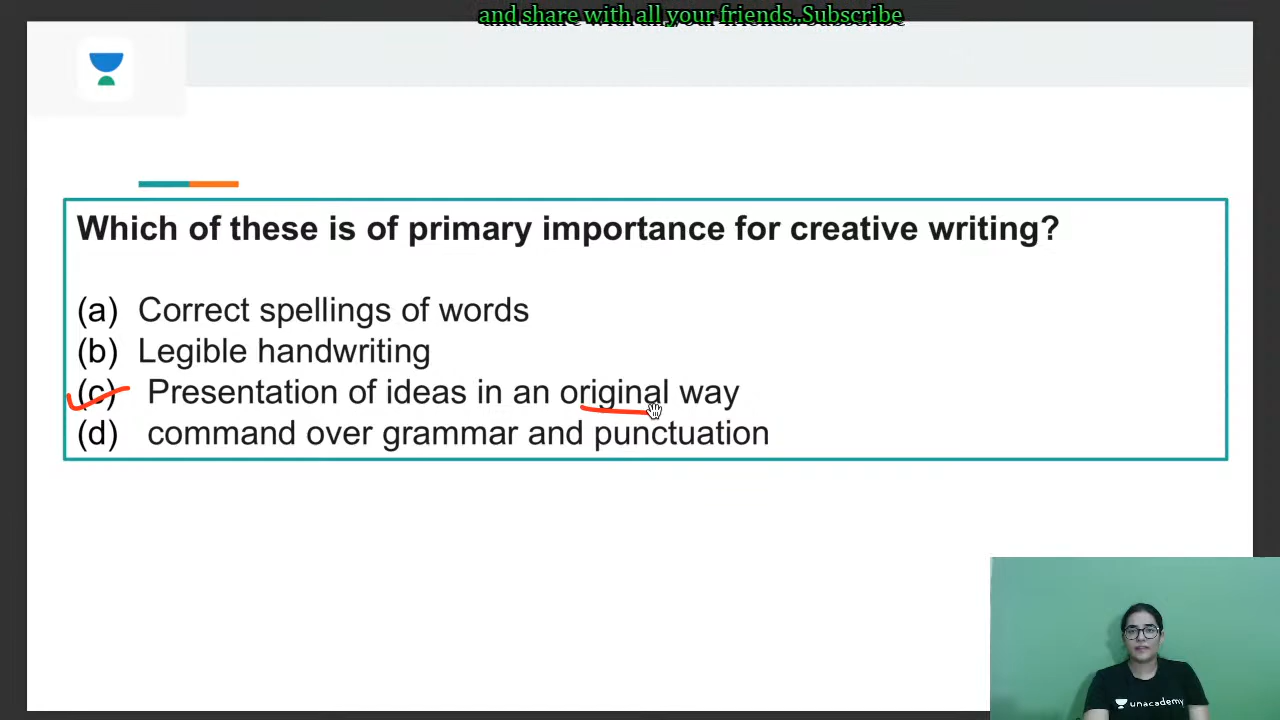 and share with all your friends..Subscribe
Which of these is of primary importance for creative writing?
(a) Correct spellings of words
(b) Legible handwriting
(c) Presentation of ideas in an original way
(d) command over grammar and punctuation
unacademy